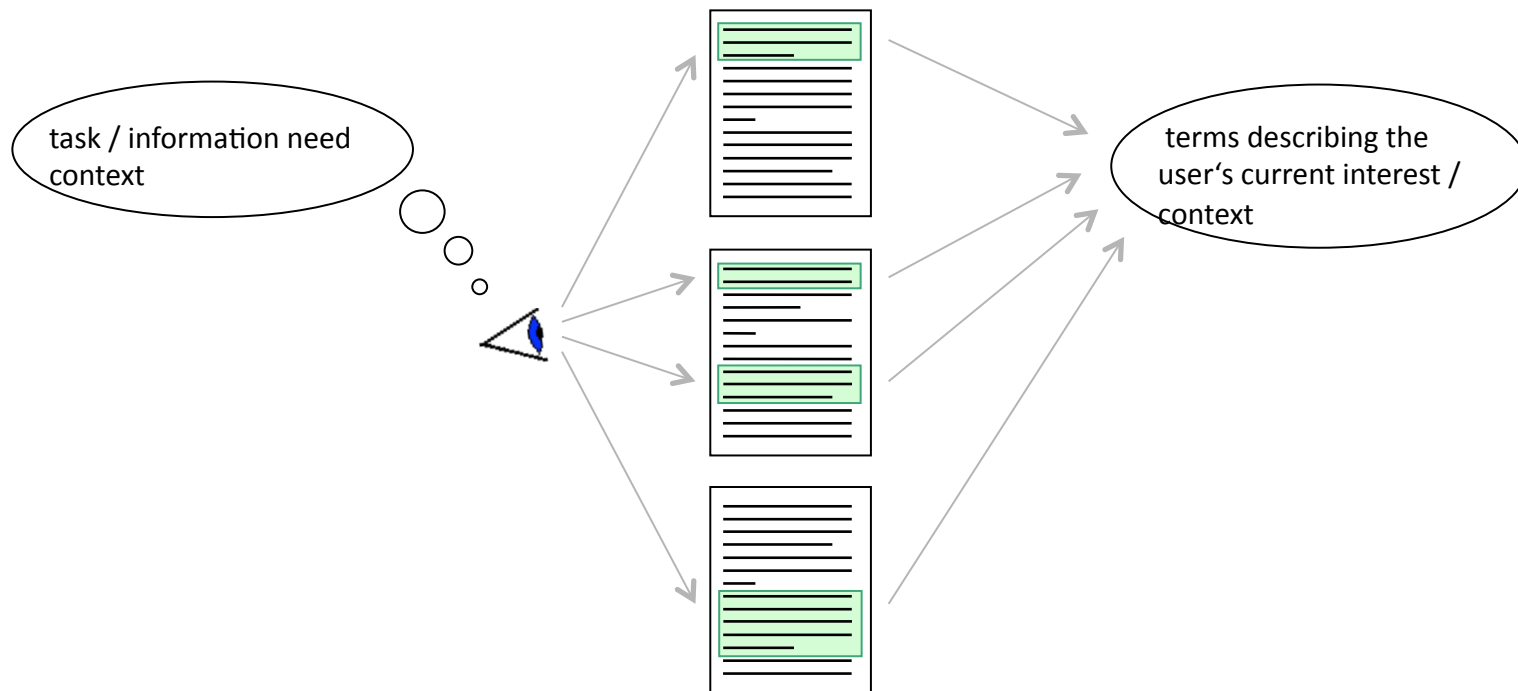 task / information need
context
terms describing the
user‘s current interest /
context